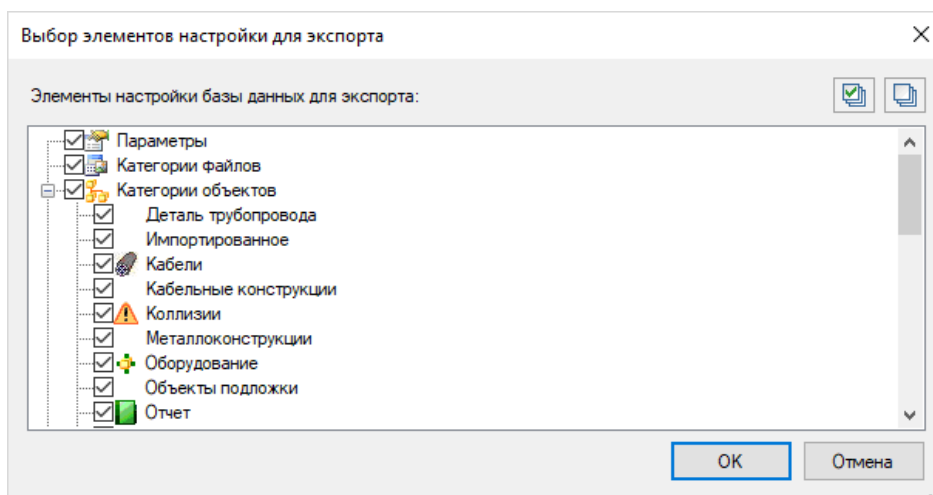 Выбор элементов настройки для экспорта
Элементы настройки базы данных для экспорта:
Параметры
Категории файлов
Категории объектов
Деталь трубопровода
Импортированное
Кабели
Кабельные конструкции
Коллизии
Металлоконструкции
Оборудование
Объекты подложки
Отчет
OK
Отмена